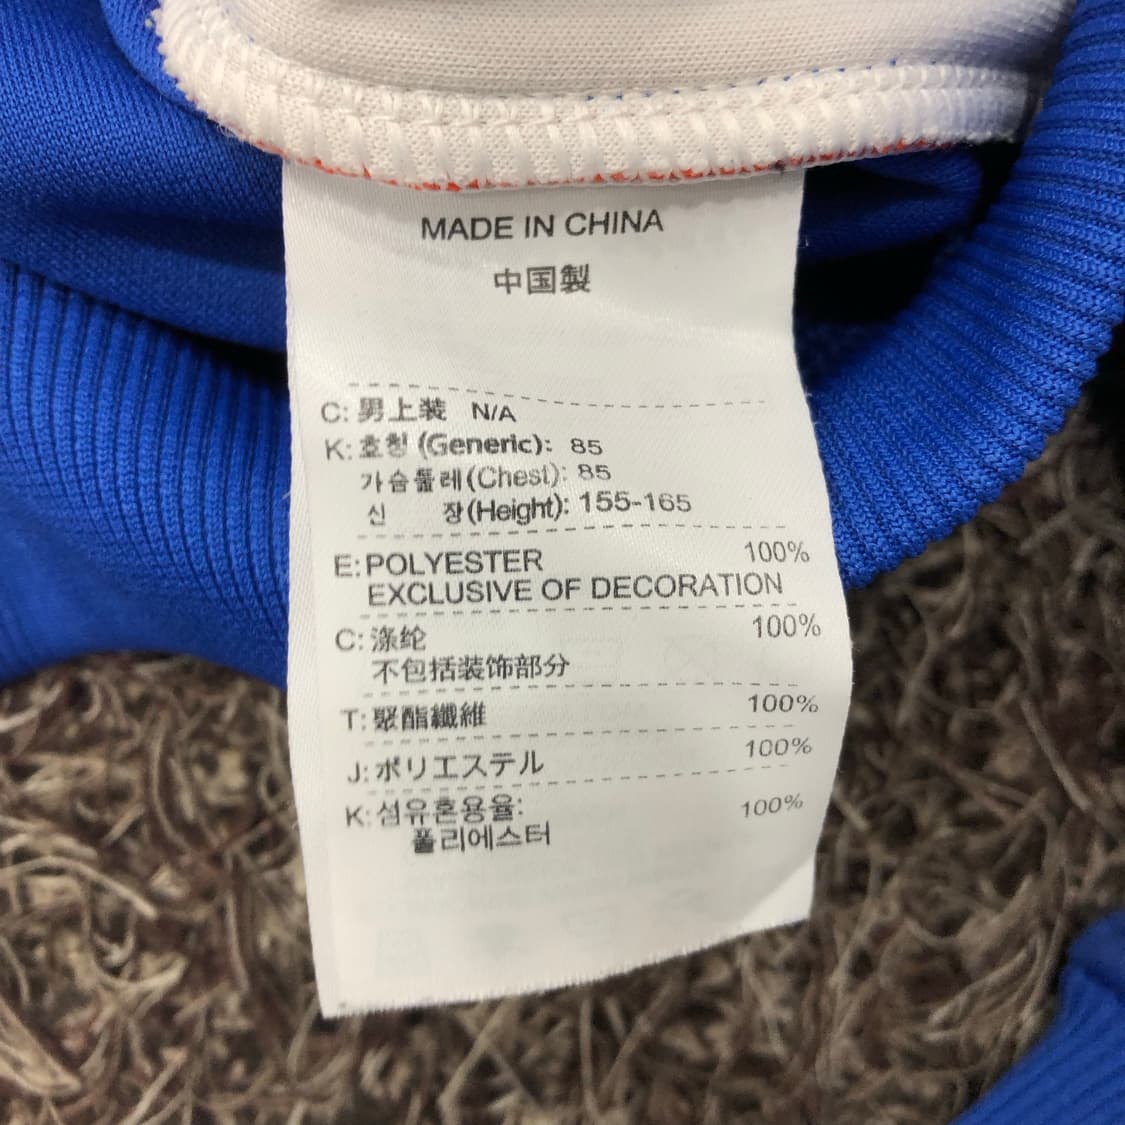 MADE IN CHINA
中国製
C: 男上装 N/A
K: 호칭 (Generic): 85
가슴둘레(Chest): 85
신 장(Height): 155-165
E: POLYESTER 100%
EXCLUSIVE OF DECORATION
C: 涤纶 100%
不包括装饰部分
T: 聚酯纖維 100%
J: ポリエステル 100%
K: 섬유혼용율:
폴리에스터 100%